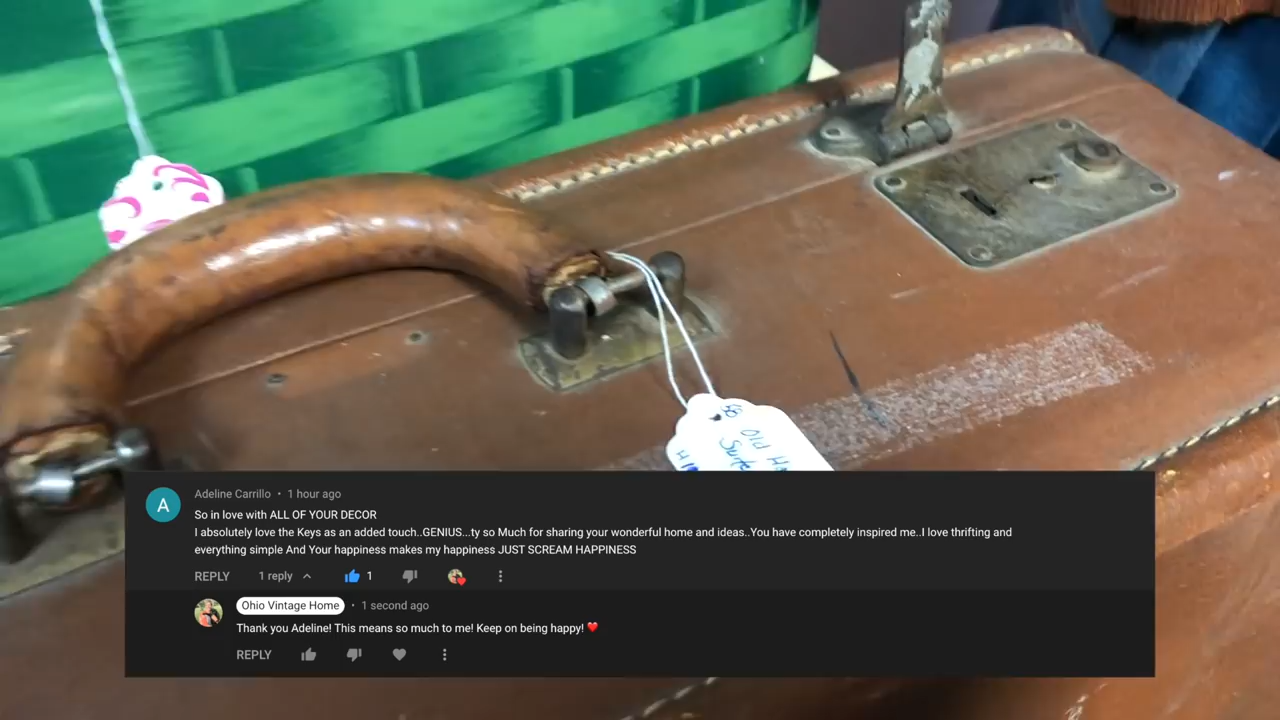 Old
Adeline Carrillo • 1 hour ago
A
So in love with ALL OF YOUR DECOR
I absolutely love the Keys as an added touch..GENIUS...ty so Much for sharing your wonderful home and ideas..You have completely inspired me..I love thrifting and
everything simple And Your happiness makes my happiness JUST SCREAM HAPPINESS
REPLY 1 reply 1
Ohio Vintage Home • 1 second ago
Thank you Adeline! This means so much to me! Keep on being happy! ❤️
REPLY